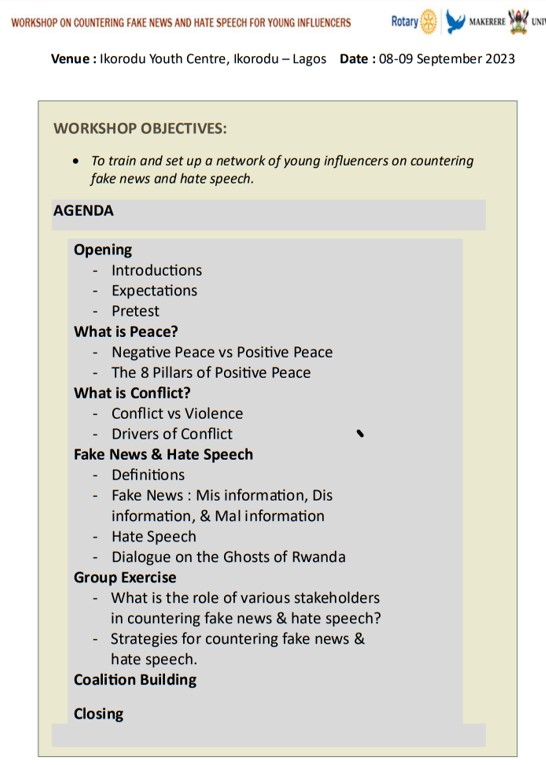 WORKSHOP ON COUNTERING FAKE NEWS AND HATE SPEECH FOR YOUNG INFLUENCERS
Rotary
MAKERERE
UNI
Venue : Ikorodu Youth Centre, Ikorodu – Lagos Date : 08-09 September 2023
WORKSHOP OBJECTIVES:
• To train and set up a network of young influencers on countering
fake news and hate speech.
AGENDA
Opening
- Introductions
- Expectations
- Pretest
What is Peace?
- Negative Peace vs Positive Peace
- The 8 Pillars of Positive Peace
What is Conflict?
- Conflict vs Violence
- Drivers of Conflict
Fake News & Hate Speech
- Definitions
- Fake News : Mis information, Dis
information, & Mal information
- Hate Speech
- Dialogue on the Ghosts of Rwanda
Group Exercise
- What is the role of various stakeholders
in countering fake news & hate speech?
- Strategies for countering fake news &
hate speech.
Coalition Building
Closing